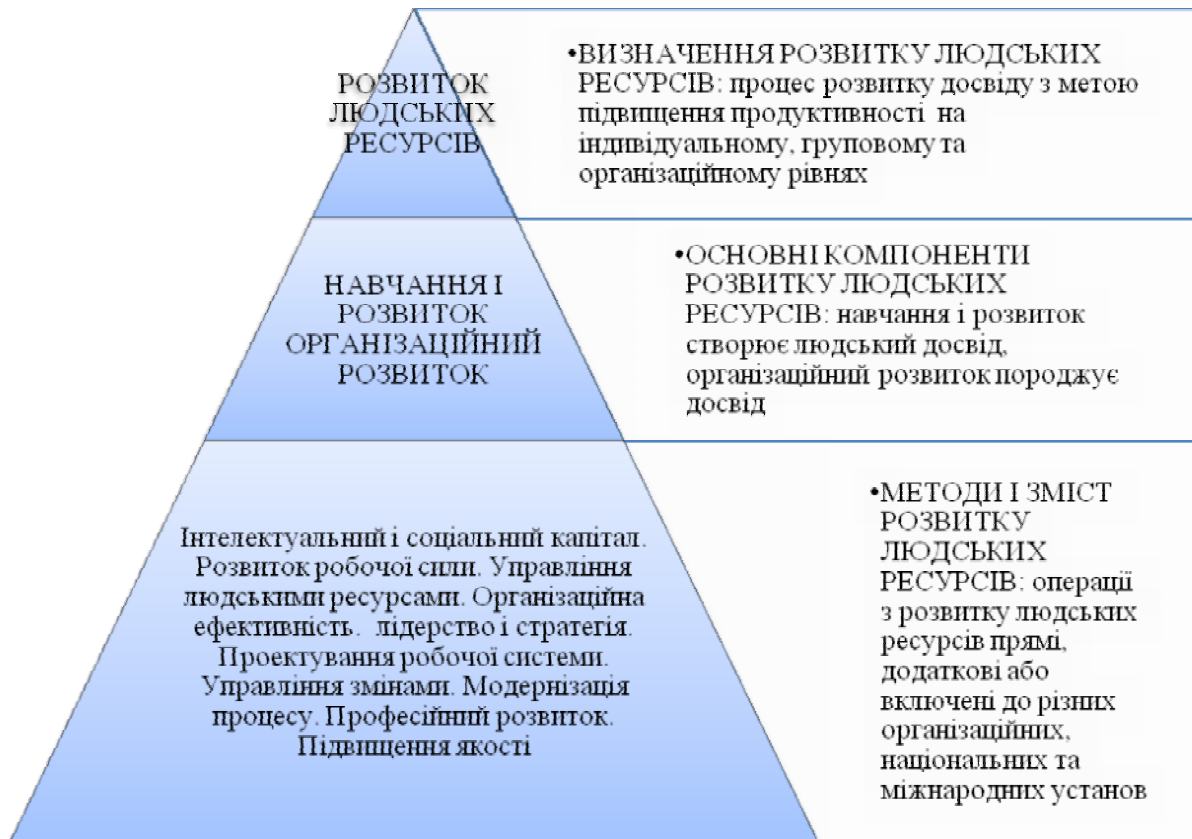 РОЗВИТОК
ЛЮДСЬКИХ
РЕСУРСІВ
•ВИЗНАЧЕННЯ РОЗВИТКУ ЛЮДСЬКИХ
РЕСУРСІВ: процес розвитку досвіду з метою
підвищення продуктивності на
індивідуальному, груповому та
організаційному рівнях
НАВЧАННЯ І
РОЗВИТОК
ОРГАНІЗАЦІЙНИЙ
РОЗВИТОК
•ОСНОВНІ КОМПОНЕНТИ
РОЗВИТКУ ЛЮДСЬКИХ
РЕСУРСІВ: навчання і розвиток
створює людський досвід,
організаційний розвиток породжує
досвід
Інтелектуальний і соціальний капітал.
Розвиток робочої сили. Управління
людськими ресурсами. Організаційна
ефективність. лідерство і стратегія.
Проектування робочої системи.
Управління змінами. Модернізація
процесу. Професійний розвиток.
Підвищення якості
•МЕТОДИ І ЗМІСТ
РОЗВИТКУ
ЛЮДСЬКИХ
РЕСУРСІВ: операції
з розвитку людських
ресурсів прямі,
додаткові або
включені до різних
організаційних,
національних та
міжнародних установ